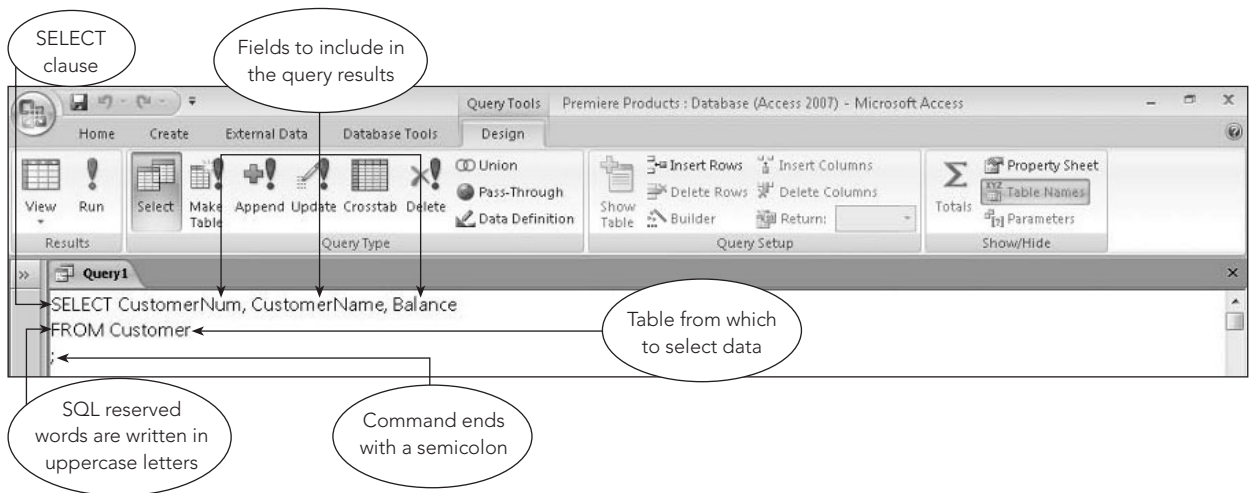 SELECT
clause
Fields to include in
the query results
Query Tools
Premiere Products : Database (Access 2007) - Microsoft Access
Home
Create
External Data
Database Tools
Design
View
Run
Select
Make
Table
Append
Update
Crosstab
Delete
Union
Pass-Through
Data Definition
Show
Table
Insert Rows
Delete Rows
Builder
Insert Columns
Delete Columns
Return:
Totals
Property Sheet
Table Names
Parameters
Results
Query Type
Query Setup
Show/Hide
»
Query1
SELECT CustomerNum, CustomerName, Balance
FROM Customer
;
Table from which
to select data
SQL reserved
words are written in
uppercase letters
Command ends
with a semicolon